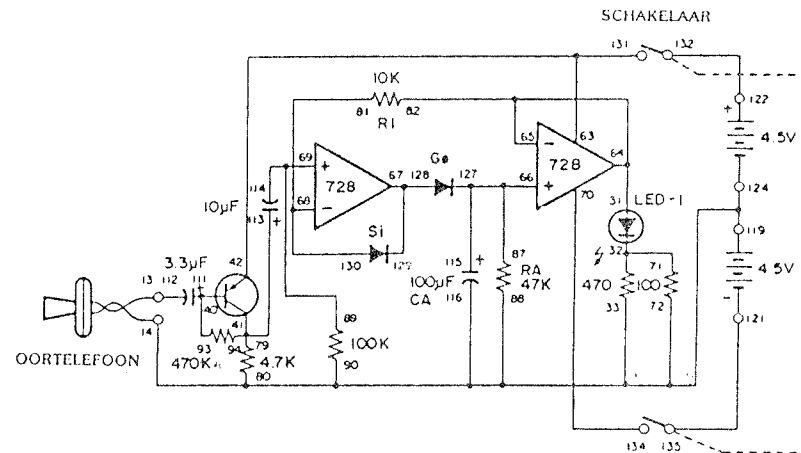 SCHAKELAAR
131 132
10K
81 82
R1
122
+
4.5V
124
65 - 63
64
728
66 + 70
69 +
728
68 -
67 128 Ge 127
114
10µF
113 +
Si
130 129
31 LED-1
32
119
4.5V
-
121
42
3.3µF
13 112 111
40
14
41
93 94
470K
79
4.7K
80
OORTELEFOON
89
100K
90
115 +
100µF
116 CA
87
RA
47K
88
470
33
71
100
72
134 135